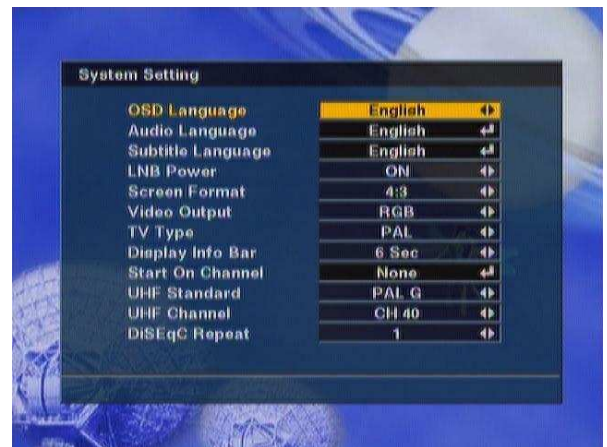 System Setting
OSD Language English
Audio Language English
Subtitle Language English
LNB Power ON
Screen Format 4:3
Video Output RGB
TV Type PAL
Display Info Bar 6 Sec
Start On Channel None
UHF Standard PAL G
UHF Channel CH 40
DiSEqC Repeat 1